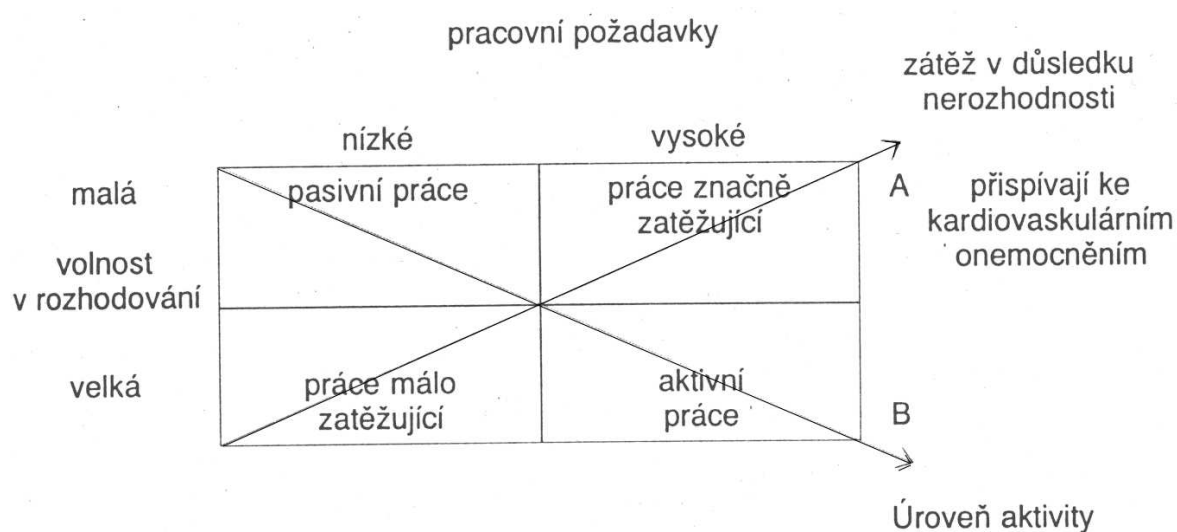 pracovní požadavky
zátěž v důsledku
nerozhodnosti
nízké
vysoké
malá
pasivní práce
práce značně
zatěžující
A
přispívají ke
kardiovaskulárním
onemocněním
volnost
v rozhodování
velká
práce málo
zatěžující
aktivní
práce
B
Úroveň aktivity